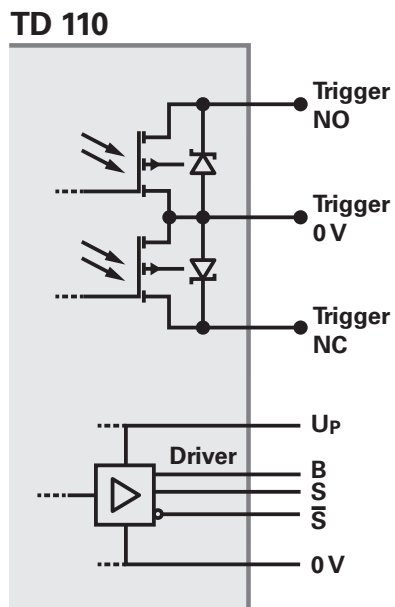 TD 110
Trigger
NO
Trigger
0 V
Trigger
NC
UP
Driver
B
S
S̅
0 V